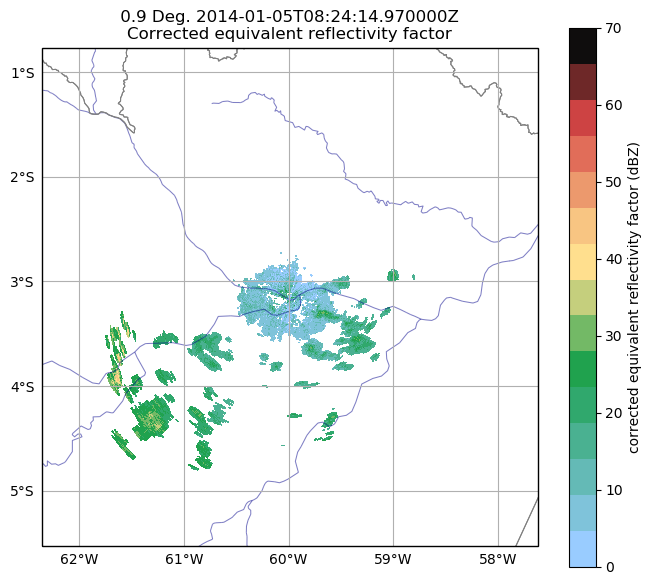 0.9 Deg. 2014-01-05T08:24:14.970000Z
Corrected equivalent reflectivity factor
1°S
2°S
3°S
4°S
5°S
62°W 61°W 60°W 59°W 58°W
70
60
50
40
30
20
10
0
corrected equivalent reflectivity factor (dBZ)